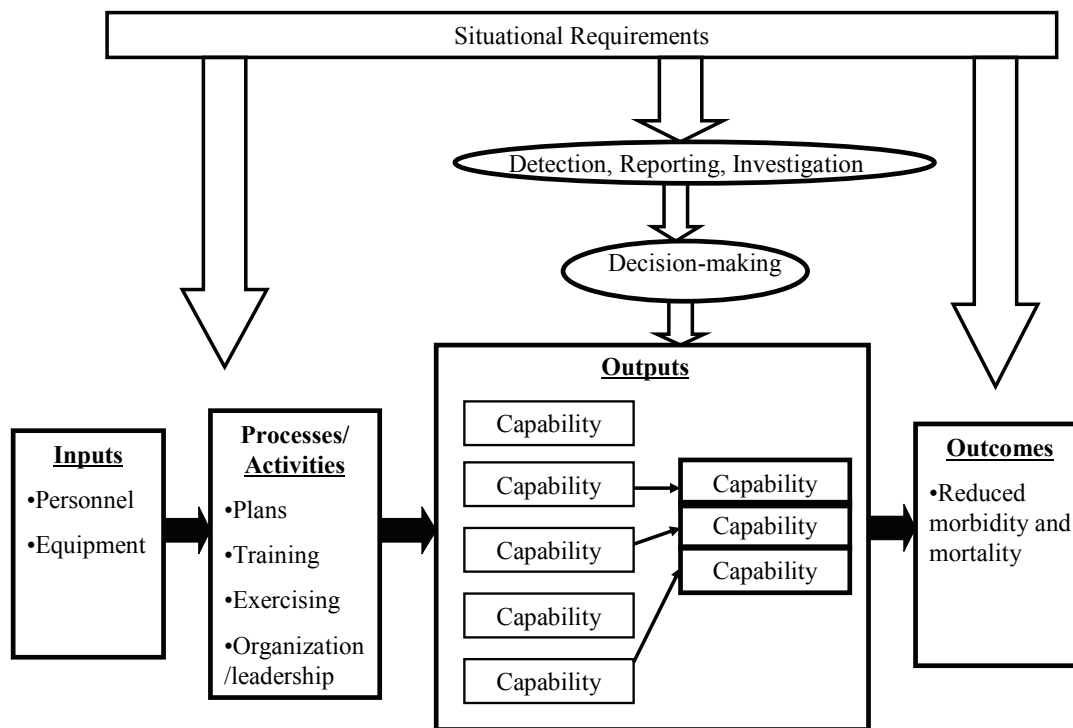 Situational Requirements
Detection, Reporting, Investigation
Decision-making
Inputs
•Personnel
•Equipment
Processes/
Activities
•Plans
•Training
•Exercising
•Organization
/leadership
Outputs
Capability
Capability
Capability
Capability
Capability
Capability
Capability
Capability
Outcomes
•Reduced
morbidity and
mortality